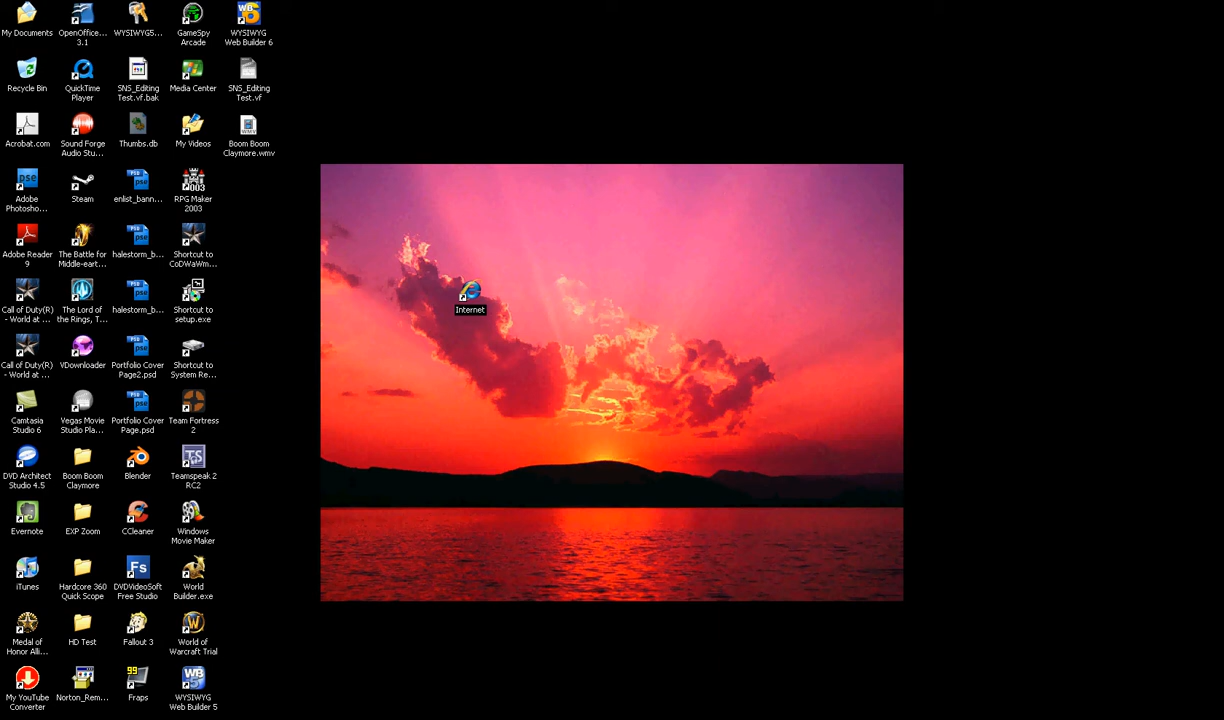 My Documents
OpenOffice...
3.1
WYSIWYG5...
GameSpy
Arcade
WYSIWYG
Web Builder 6
Recycle Bin
QuickTime
Player
SNS_Editing
Test.vf.bak
Media Center
SNS_Editing
Test.vf
Acrobat.com
Sound Forge
Audio Stu...
Thumbs.db
My Videos
Boom Boom
Claymore.wmv
Adobe
Photosho...
Steam
enlist_bann...
RPG Maker
2003
Adobe Reader
9
The Battle for
Middle-eart...
halestorm_b...
Shortcut to
CoDWaWm...
Call of Duty(R)
- World at ...
The Lord of
the Rings, T...
halestorm_b...
Shortcut to
setup.exe
Internet
Call of Duty(R)
- World at ...
VDownloader
Portfolio Cover
Page2.psd
Shortcut to
System Re...
Camtasia
Studio 6
Vegas Movie
Studio Pla...
Portfolio Cover
Page.psd
Team Fortress
2
DVD Architect
Studio 4.5
Boom Boom
Claymore
Blender
Teamspeak 2
RC2
Evernote
EXP Zoom
CCleaner
Windows
Movie Maker
iTunes
Hardcore 360
Quick Scope
DVDVideoSoft
Free Studio
World
Builder.exe
Medal of
Honor Alli...
HD Test
Fallout 3
World of
Warcraft Trial
My YouTube
Converter
Norton_Rem...
Fraps
WYSIWYG
Web Builder 5